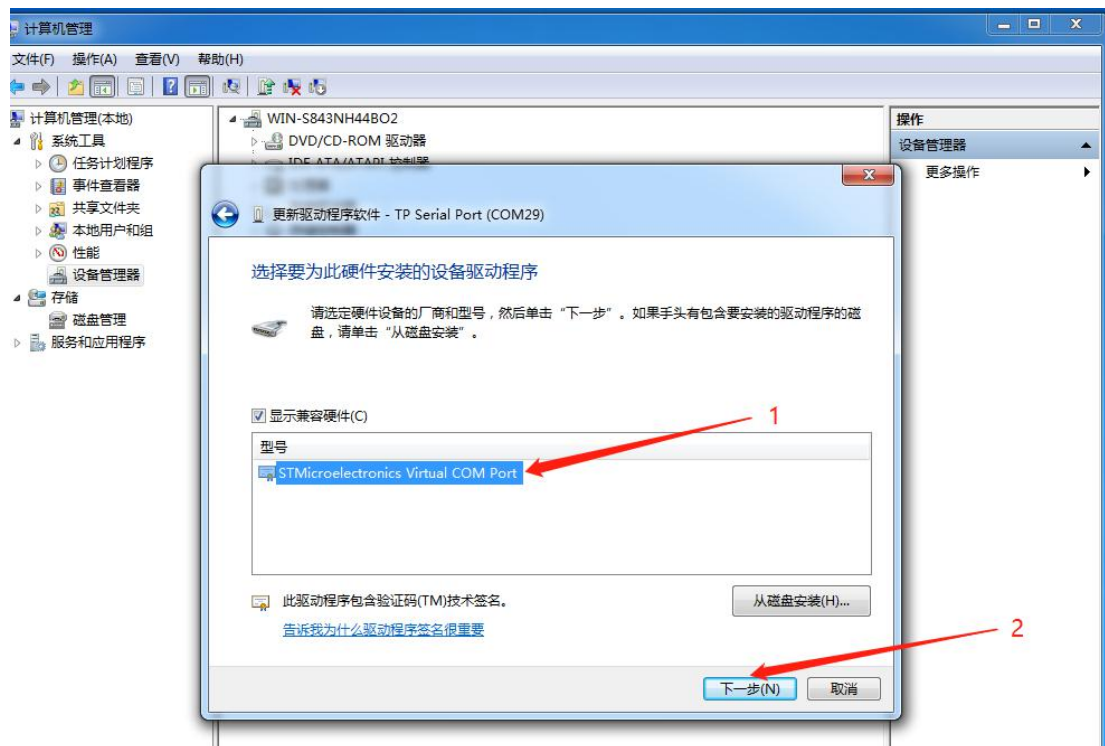 计算机管理
文件(F) 操作(A) 查看(V) 帮助(H)
计算机管理(本地)
系统工具
任务计划程序
事件查看器
共享文件夹
本地用户和组
性能
设备管理器
存储
磁盘管理
服务和应用程序
WIN-S843NH44BO2
DVD/CD-ROM 驱动器
IDE ATA/ATAPI 控制器
操作
设备管理器
更多操作
更新驱动程序软件 - TP Serial Port (COM29)
选择要为此硬件安装的设备驱动程序
请选定硬件设备的厂商和型号，然后单击“下一步”。如果手头有包含要安装的驱动程序的磁
盘，请单击“从磁盘安装”。
显示兼容硬件(C)
1
型号
STMicroelectronics Virtual COM Port
此驱动程序包含验证码(TM)技术签名。
从磁盘安装(H)...
告诉我为什么驱动程序签名很重要
2
下一步(N) 取消